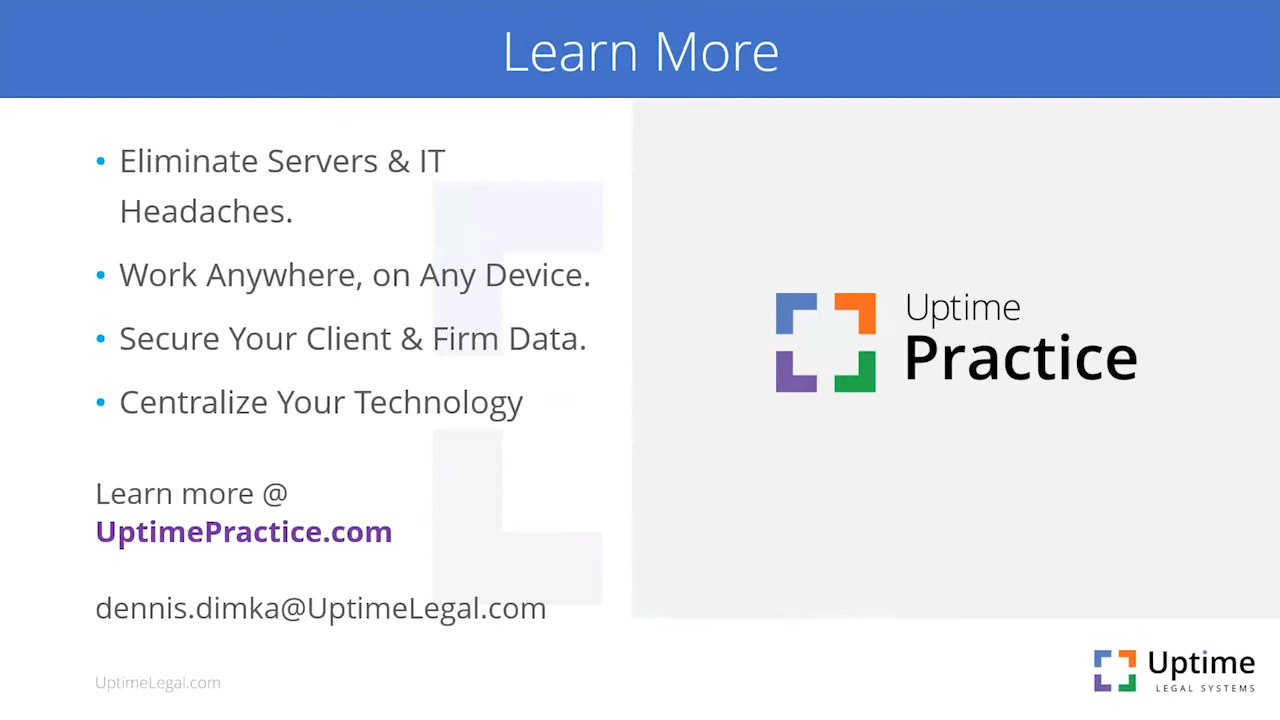 Learn More
• Eliminate Servers & IT
Headaches.
• Work Anywhere, on Any Device.
• Secure Your Client & Firm Data.
• Centralize Your Technology
Learn more @
UptimePractice.com
dennis.dimka@UptimeLegal.com
Uptime
Practice
UptimeLegal.com
Uptime
LEGAL SYSTEMS